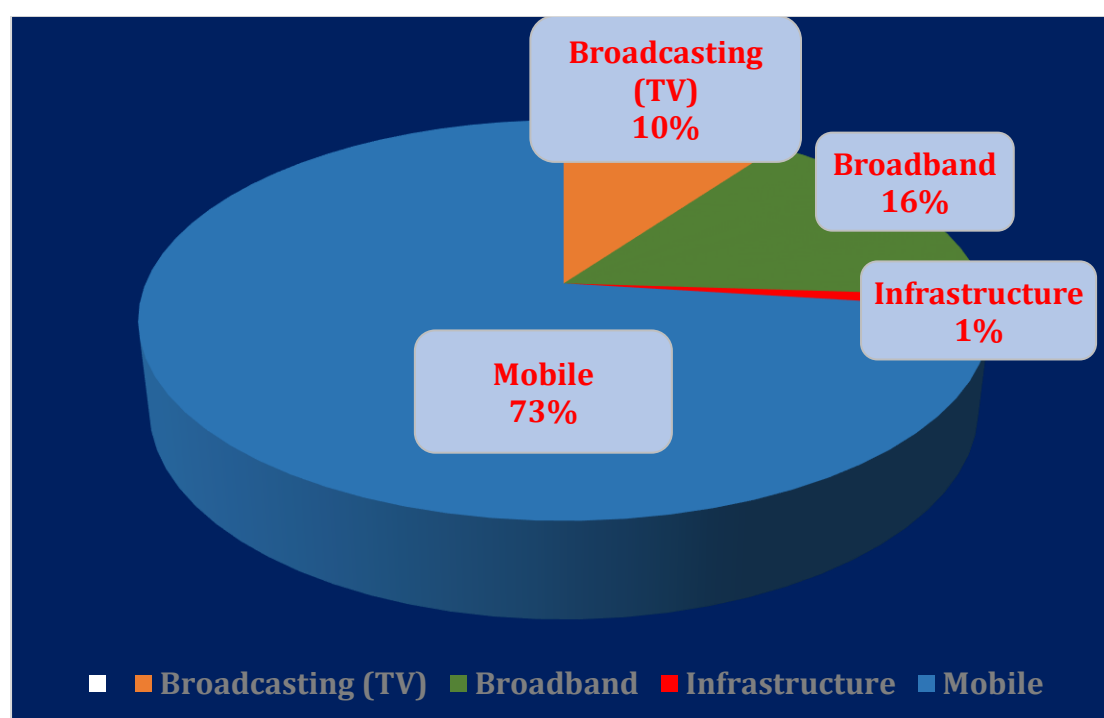 Broadcasting
(TV)
10%
Broadband
16%
Infrastructure
1%
Mobile
73%
Broadcasting (TV) Broadband Infrastructure Mobile